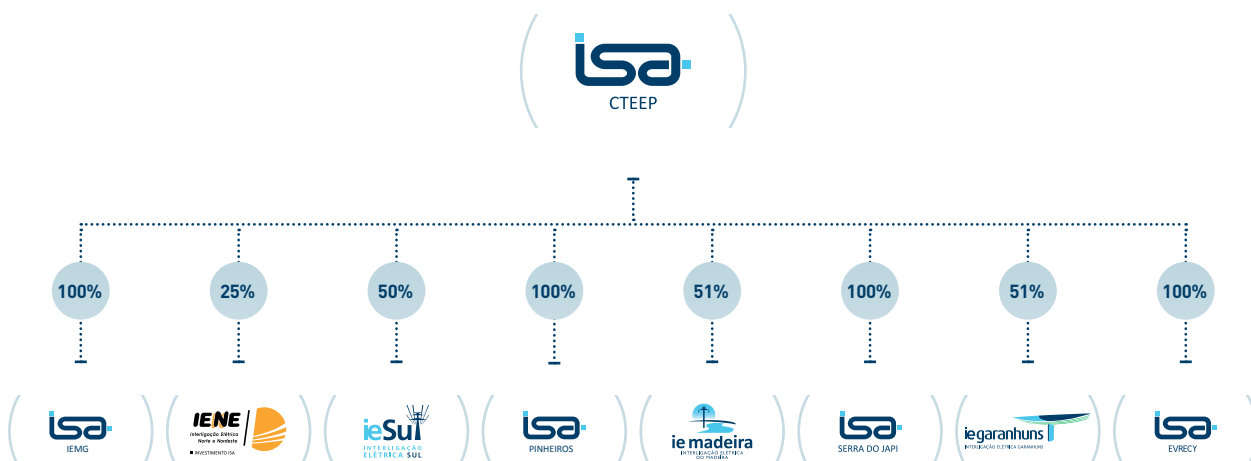 isa
CTEEP
100%
25%
50%
100%
51%
100%
51%
100%
isa
IEMG
IENE
Interligação Elétrica
Norte e Nordeste
INVESTIMENTO ISA
ieSul
INTERLIGAÇÃO
ELÉTRICA SUL
isa
PINHEIROS
ie madeira
INTERLIGAÇÃO ELÉTRICA
DO MADEIRA
isa
SERRA DO JAPI
iegaranhuns
INTERLIGAÇÃO ELÉTRICA GARANHUNS
isa
EVRECY